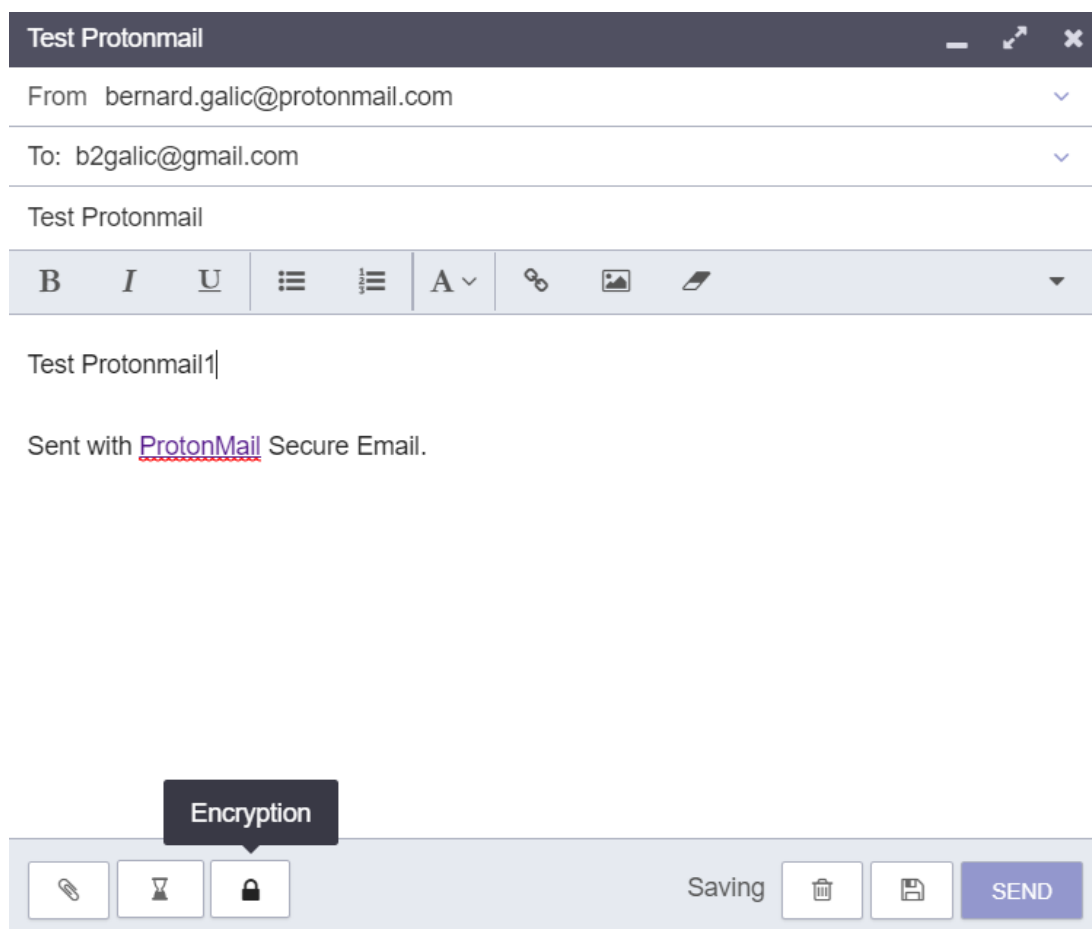 Test Protonmail
From bernard.galic@protonmail.com
To: b2galic@gmail.com
Test Protonmail
B I U A
Test Protonmail1
Sent with ProtonMail Secure Email.
Encryption
Saving SEND